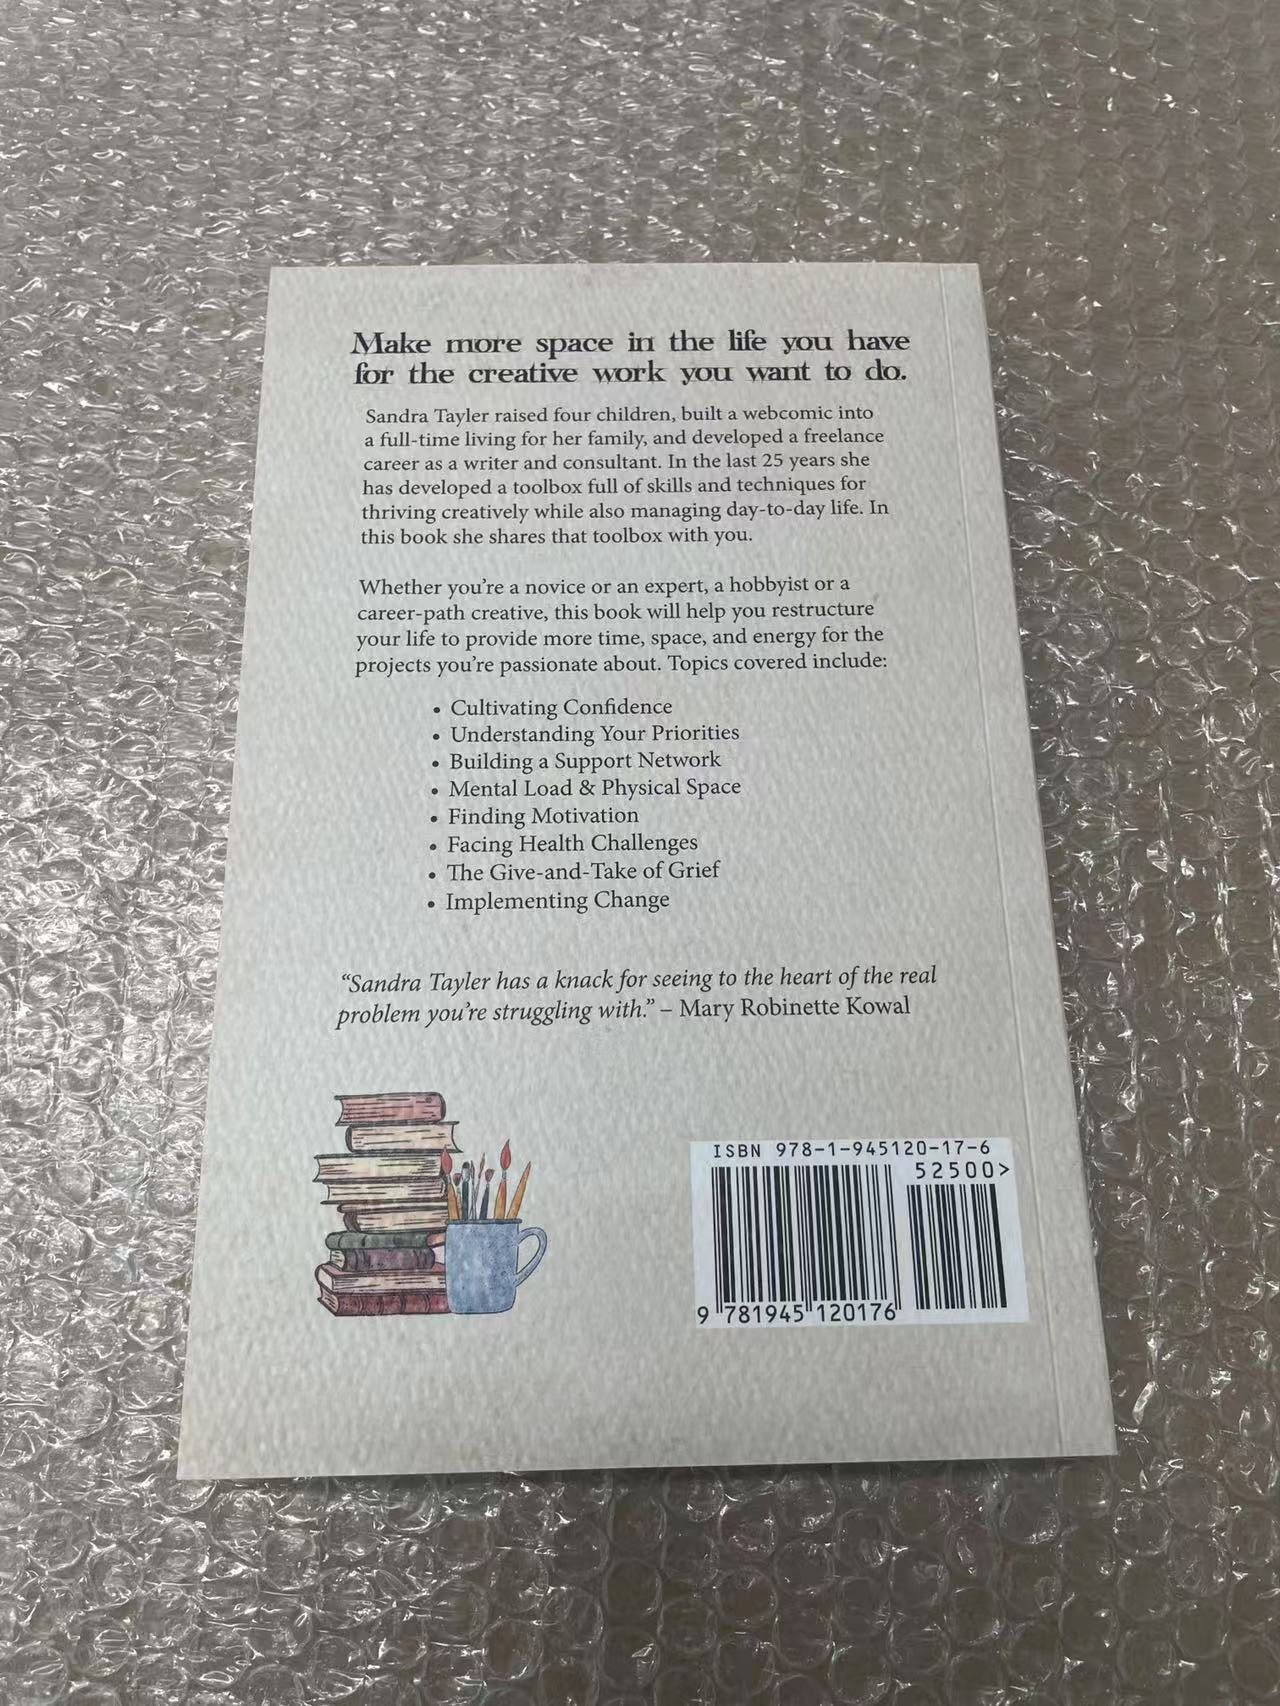 Make more space in the life you have
for the creative work you want to do.
Sandra Tayler raised four children, built a webcomic into
a full-time living for her family, and developed a freelance
career as a writer and consultant. In the last 25 years she
has developed a toolbox full of skills and techniques for
thriving creatively while also managing day-to-day life. In
this book she shares that toolbox with you.
Whether you're a novice or an expert, a hobbyist or a
career-path creative, this book will help you restructure
your life to provide more time, space, and energy for the
projects you're passionate about. Topics covered include:
• Cultivating Confidence
• Understanding Your Priorities
• Building a Support Network
• Mental Load & Physical Space
• Finding Motivation
• Facing Health Challenges
• The Give-and-Take of Grief
• Implementing Change
“Sandra Tayler has a knack for seeing to the heart of the real
problem you're struggling with.” – Mary Robinette Kowal
ISBN 978-1-945120-17-6
52500>
9 781945 120176